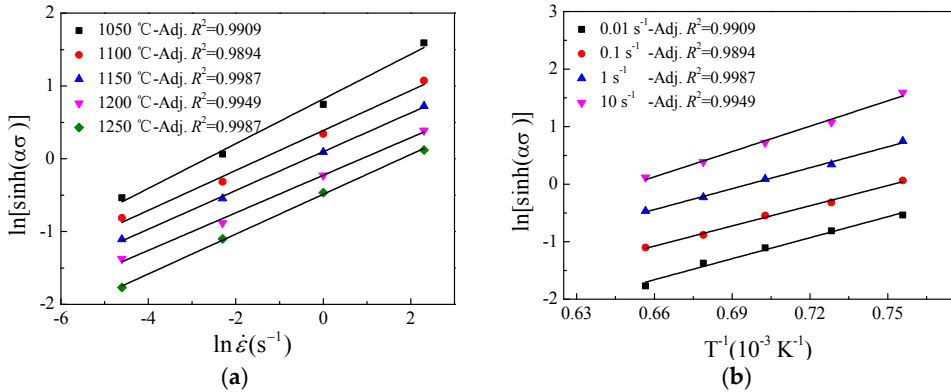 1050 ℃-Adj. R²=0.9909
1100 ℃-Adj. R²=0.9894
1150 ℃-Adj. R²=0.9987
1200 ℃-Adj. R²=0.9949
1250 ℃-Adj. R²=0.9987
2
1
0
-1
-2
ln[sinh(ασ)]
-6 -4 -2 0 2
ln ε̇(s⁻¹)
(a)
0.01 s⁻¹-Adj. R²=0.9909
0.1 s⁻¹-Adj. R²=0.9894
1 s⁻¹ -Adj. R²=0.9987
10 s⁻¹ -Adj. R²=0.9949
3
2
1
0
-1
-2
ln[sinh(ασ)]
0.63 0.66 0.69 0.72 0.75
T⁻¹(10⁻³ K⁻¹)
(b)